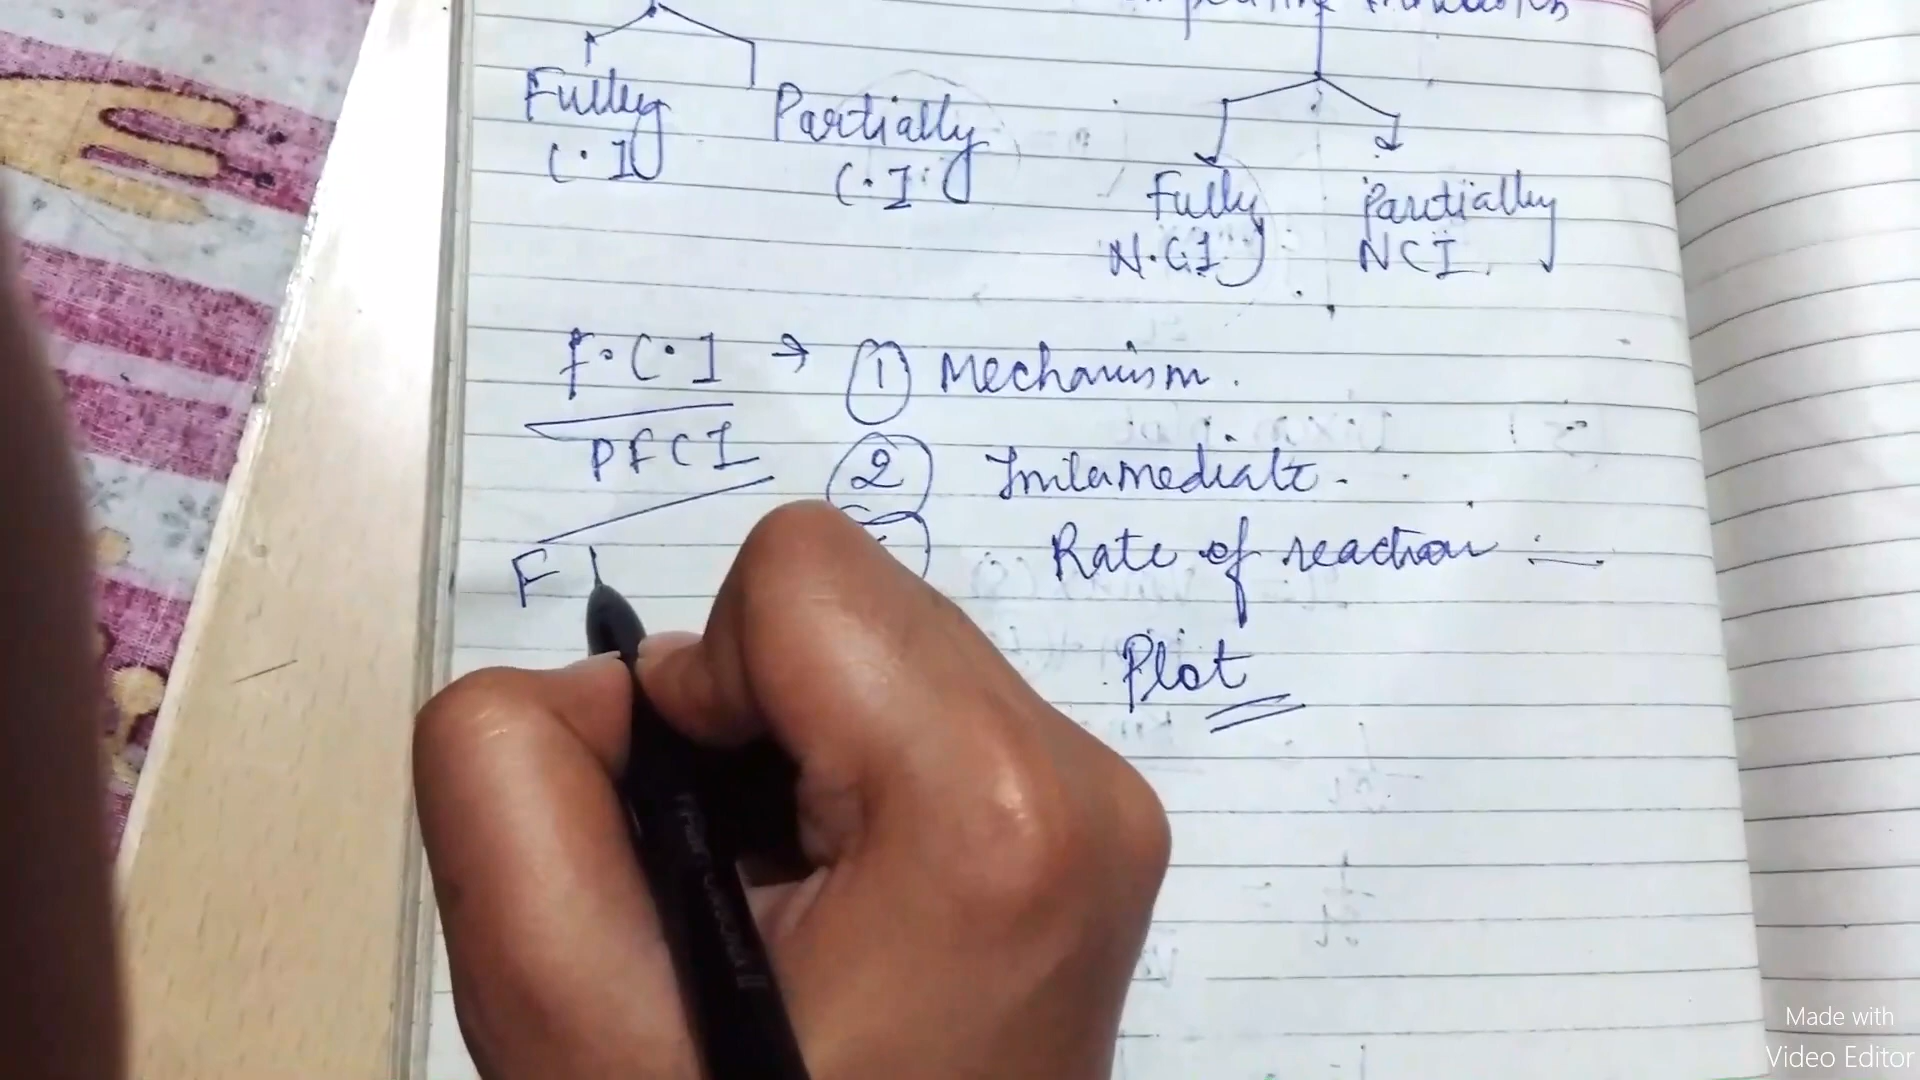 Fully
C.I
Partially
C.I
Fully
N.C.I
Partially
NCI
F.C.I → ① Mechanism.
PFCI
② Intermediate -
Rate of reaction
Plot
F
Made with
Video Editor